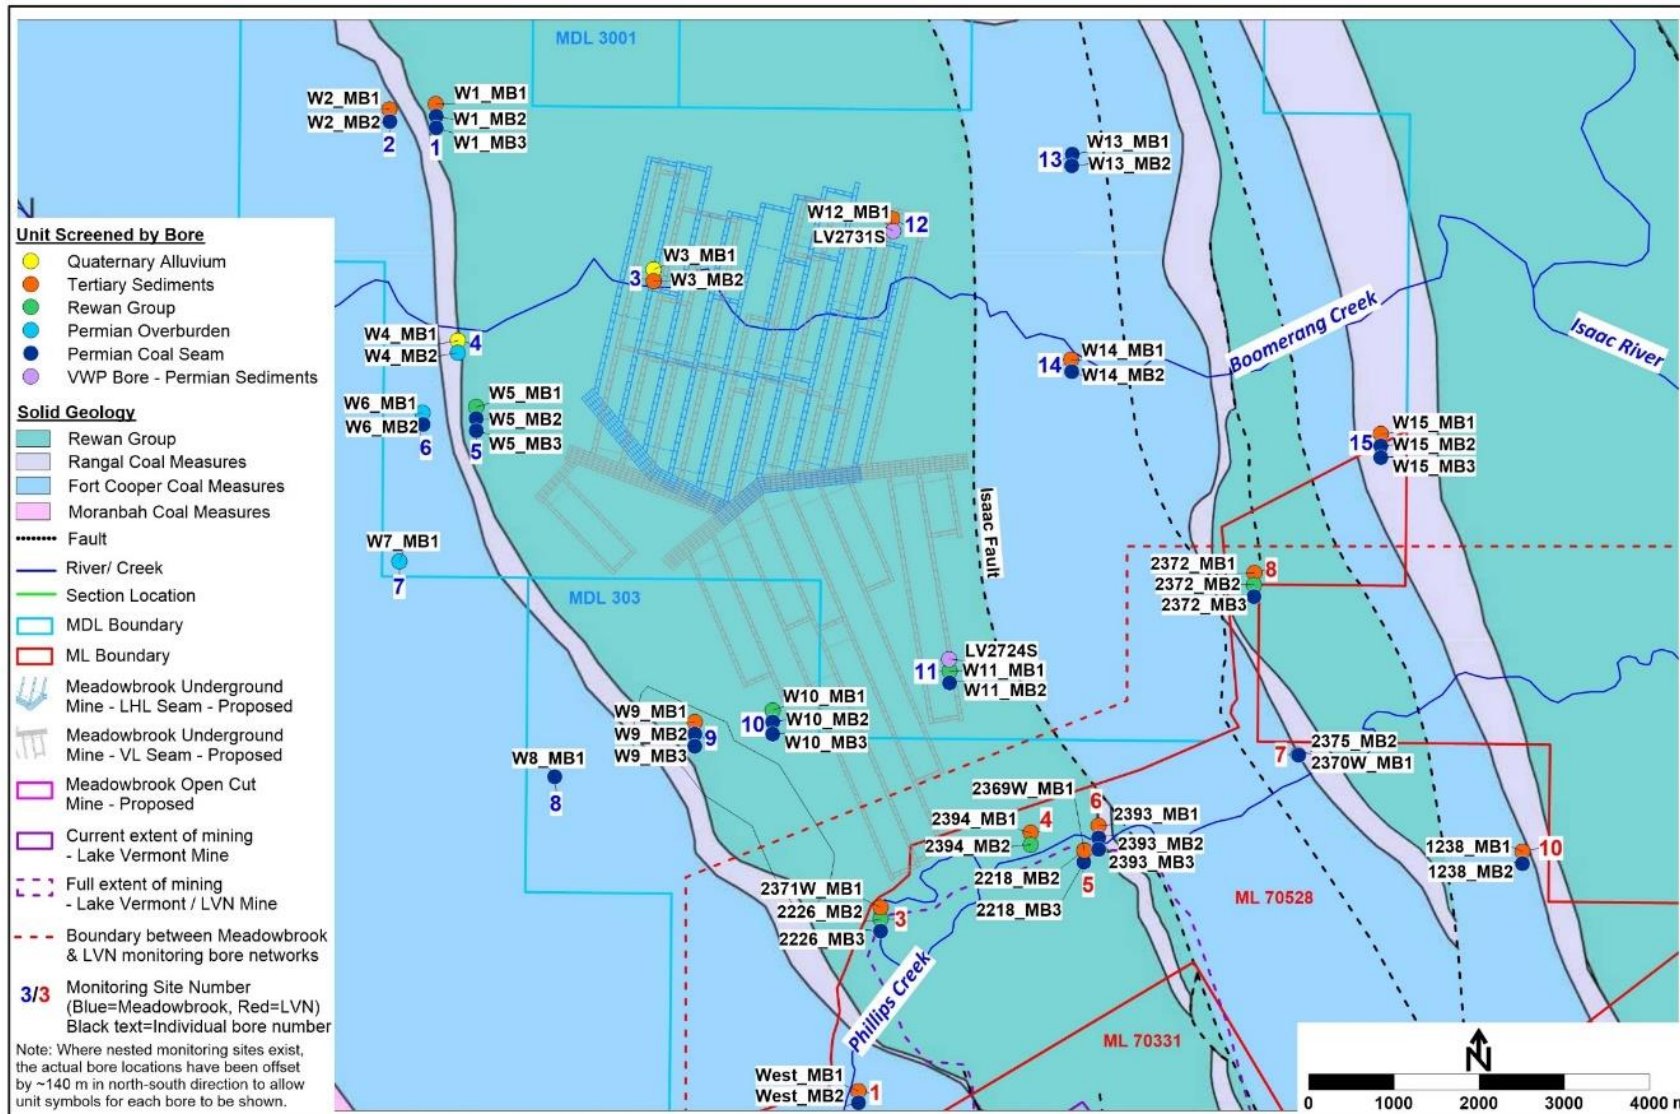 MDL 3001
W2_MB1
W2_MB2
2
W1_MB1
W1_MB2
W1_MB3
1
W13_MB1
W13_MB2
13
W12_MB1
LV2731S
12
W3_MB1
W3_MB2
3
W4_MB1
W4_MB2
4
Boomerang Creek
Isaac River
W14_MB1
W14_MB2
14
W6_MB1
W6_MB2
6
W5_MB1
W5_MB2
W5_MB3
5
W15_MB1
W15_MB2
W15_MB3
15
Isaac Fault
W7_MB1
7
MDL 303
2372_MB1
2372_MB2
2372_MB3
8
LV2724S
W11_MB1
W11_MB2
11
W10_MB1
W10_MB2
W10_MB3
10
W9_MB1
W9_MB2
W9_MB3
9
W8_MB1
8
2375_MB2
2370W_MB1
7
2369W_MB1
6
2394_MB1
2394_MB2
4
2393_MB1
2393_MB2
2393_MB3
2218_MB2
2218_MB3
5
1238_MB1
1238_MB2
10
2371W_MB1
2226_MB2
2226_MB3
3
ML 70528
Phillips Creek
ML 70331
West_MB1
West_MB2
1
Unit Screened by Bore
Quaternary Alluvium
Tertiary Sediments
Rewan Group
Permian Overburden
Permian Coal Seam
VWP Bore - Permian Sediments
Solid Geology
Rewan Group
Rangal Coal Measures
Fort Cooper Coal Measures
Moranbah Coal Measures
Fault
River/ Creek
Section Location
MDL Boundary
ML Boundary
Meadowbrook Underground
Mine - LHL Seam - Proposed
Meadowbrook Underground
Mine - VL Seam - Proposed
Meadowbrook Open Cut
Mine - Proposed
Current extent of mining
- Lake Vermont Mine
Full extent of mining
- Lake Vermont / LVN Mine
Boundary between Meadowbrook
& LVN monitoring bore networks
3/3 Monitoring Site Number
(Blue=Meadowbrook, Red=LVN)
Black text=Individual bore number
Note: Where nested monitoring sites exist,
the actual bore locations have been offset
by ~140 m in north-south direction to allow
unit symbols for each bore to be shown.
N
0 1000 2000 3000 4000 m